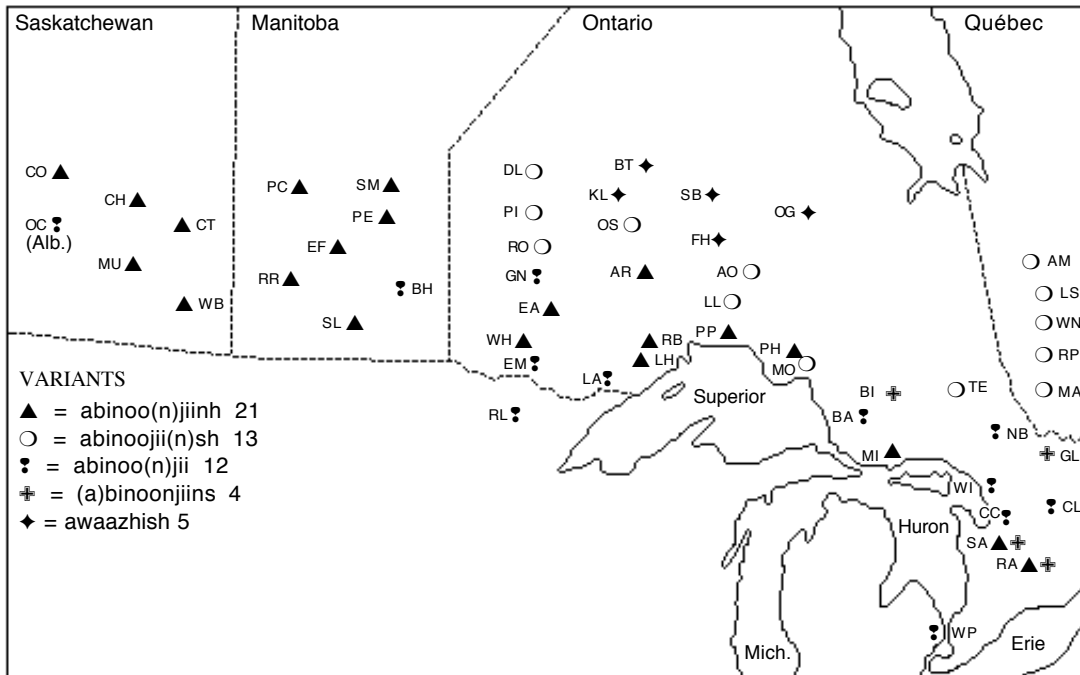 Saskatchewan
Manitoba
Ontario
Québec
CO
CH
OC
(Alb.)
CT
MU
WB
PC
SM
PE
EF
RR
BH
SL
DL
BT
KL
SB
PI
OS
OG
RO
FH
GN
AR
AO
AM
LS
EA
LL
WN
WH
RB
PP
PH
RP
EM
LH
MO
LA
TE
MA
RL
BI
BA
NB
MI
GL
WI
CC
CL
SA
RA
WP
Superior
Huron
Mich.
Erie
VARIANTS
▲ = abinoo(n)jiinh 21
❍ = abinoojii(n)sh 13
❢ = abinoo(n)jii 12
✙ = (a)binoonjiins 4
✦ = awaazhish 5